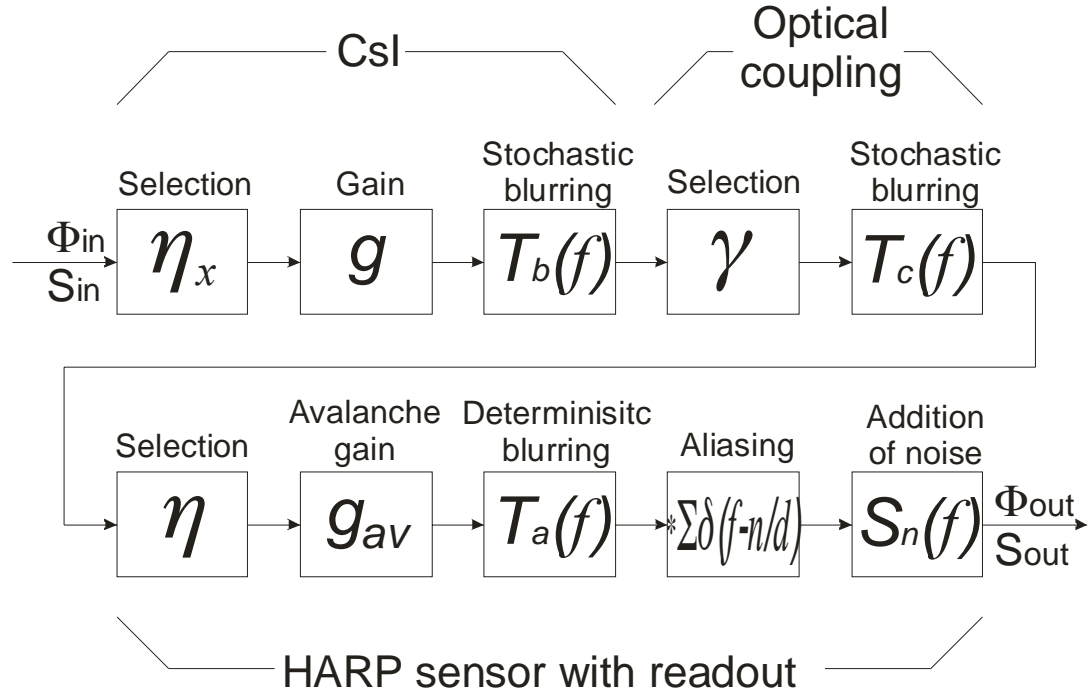 CsI
Optical
coupling
Selection
Gain
Stochastic
blurring
Selection
Stochastic
blurring
Φin
Sin
ηx
g
Tb(f)
γ
Tc(f)
Selection
Avalanche
gain
Determinisitc
blurring
Aliasing
Addition
of noise
η
gav
Ta(f)
*Σδ(f-n/d)
Sn(f)
Φout
Sout
HARP sensor with readout